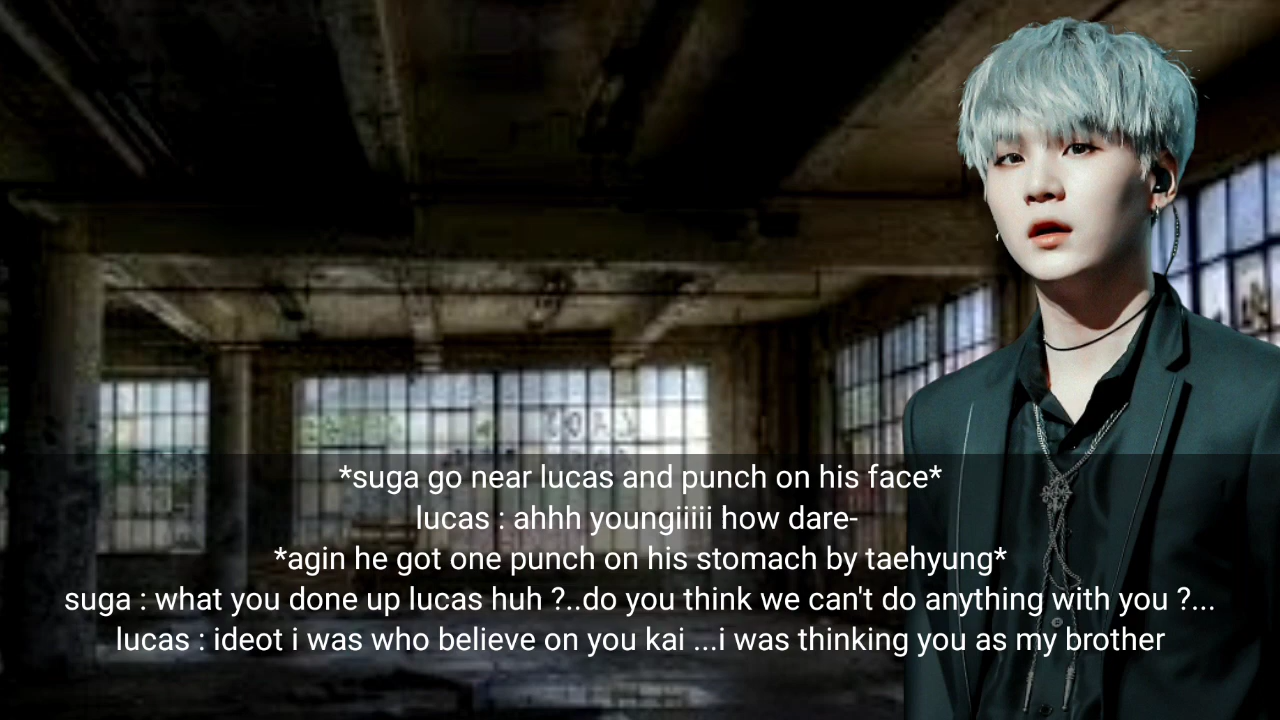 *suga go near lucas and punch on his face*
lucas : ahhh youngiiiii how dare-
*agin he got one punch on his stomach by taehyung*
suga : what you done up lucas huh ?..do you think we can't do anything with you ?...
lucas : ideot i was who believe on you kai ...i was thinking you as my brother